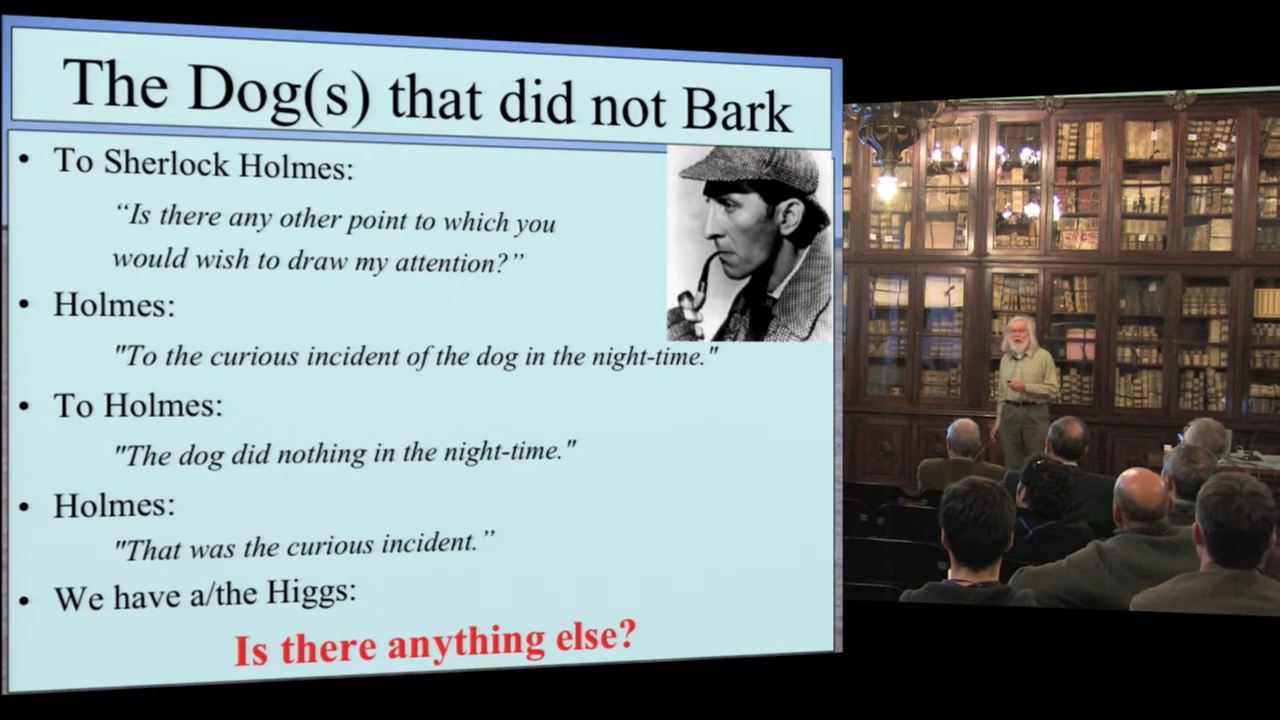 The Dog(s) that did not Bark
• To Sherlock Holmes:
“Is there any other point to which you
would wish to draw my attention?”
• Holmes:
"To the curious incident of the dog in the night-time."
• To Holmes:
"The dog did nothing in the night-time."
• Holmes:
"That was the curious incident.”
• We have a/the Higgs:
Is there anything else?